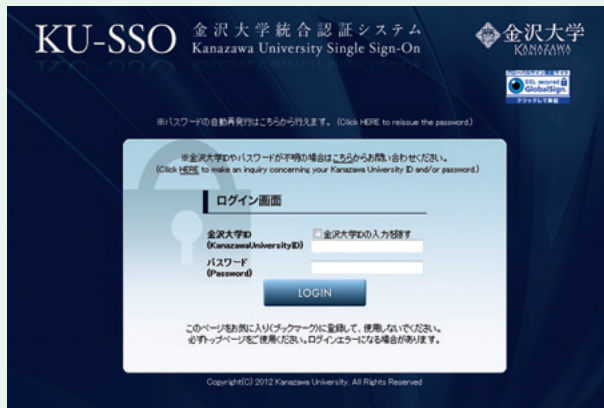 KU-SSO
金沢大学統合認証システム
Kanazawa University Single Sign-On
金沢大学
KANAZAWA
SSL secured
GlobalSign.
クリックして検証
※パスワードの自動再発行はこちらから行えます。 (Click HERE to reissue the password.)
※金沢大学IDやパスワードが不明の場合はこちらからお問い合わせください。
(Click HERE to make an inquiry concerning your Kanazawa University ID and/or password.)
ログイン画面
金沢大学ID
(KanazawaUniversityID)
金沢大学IDの入力を隠す
パスワード
(Password)
LOGIN
このページをお気に入り(ブックマーク)に登録して、使用しないでください。
必ずトップページをご使用ください。ログインエラーになる場合があります。
Copyright(C) 2012 Kanazawa University. All Rights Reserved